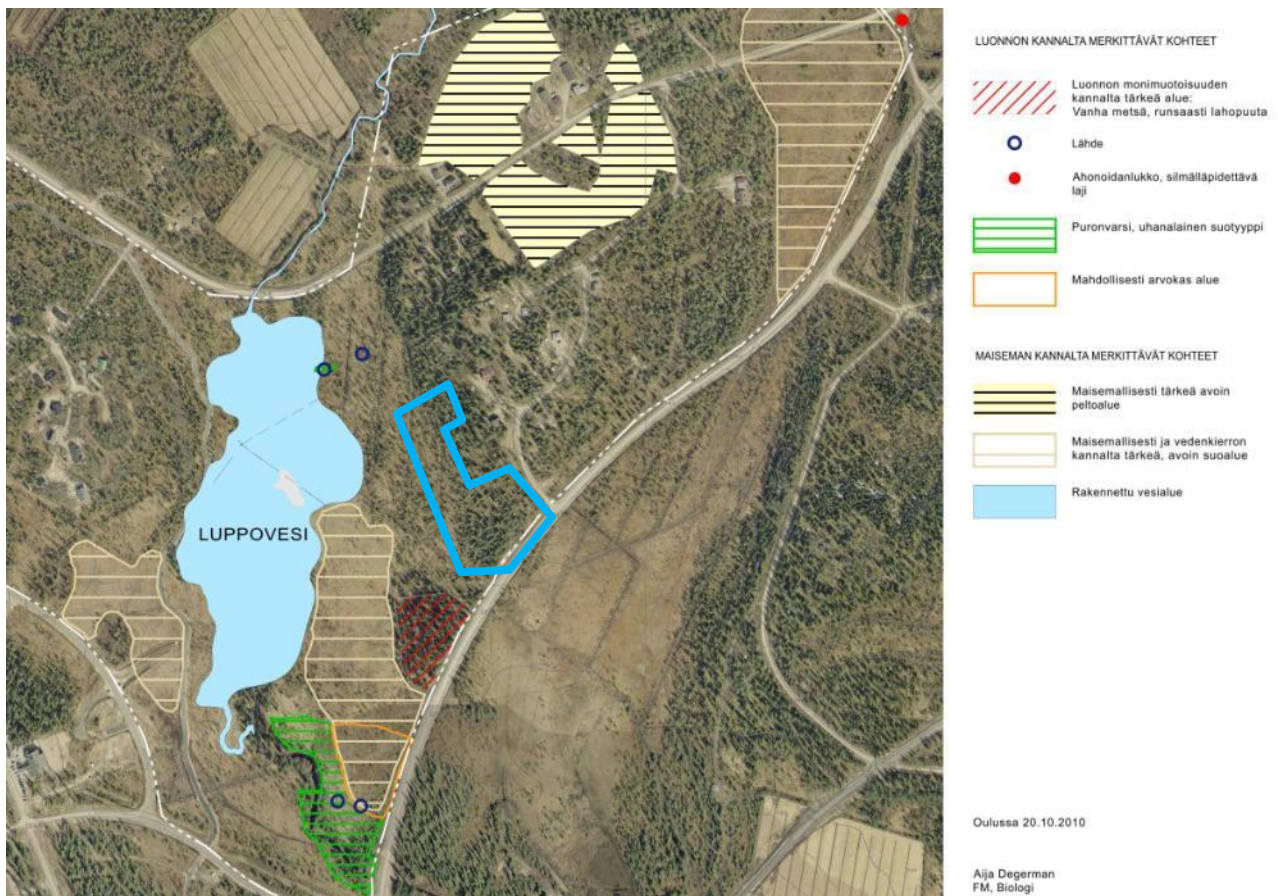 LUPPOVESI
LUONNON KANNALTA MERKITTÄVÄT KOHTEET
Luonnon monimuotoisuuden
kannalta tärkeä alue:
Vanha metsä, runsaasti lahopuuta
Lähde
Ahonoidanlukko, silmälläpidettävä
laji
Puronvarsi, uhanalainen suotyyppi
Mahdollisesti arvokas alue
MAISEMAN KANNALTA MERKITTÄVÄT KOHTEET
Maisemallisesti tärkeä avoin
peltoalue
Maisemallisesti ja vedenkierron
kannalta tärkeä, avoin suoalue
Rakennettu vesialue
Oulussa 20.10.2010
Aija Degerman
FM, Biologi